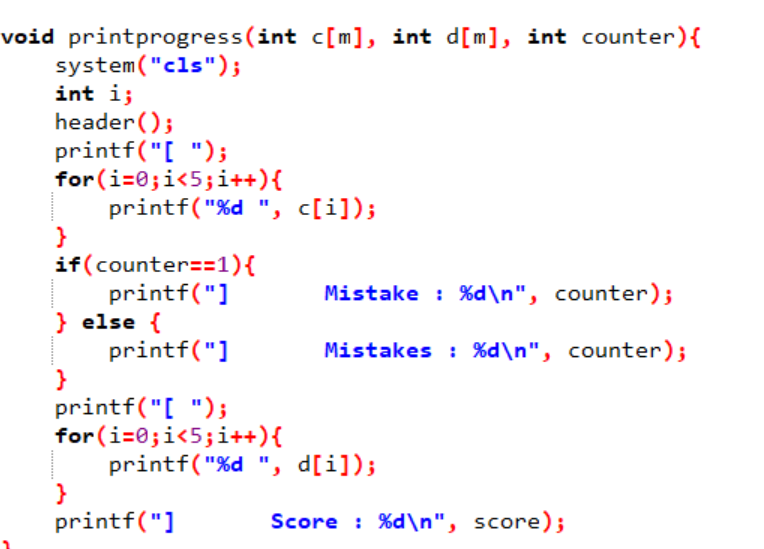 void printprogress(int c[m], int d[m], int counter){
    system("cls");
    int i;
    header();
    printf("[ ");
    for(i=0;i<5;i++){
        printf("%d ", c[i]);
    }
    if(counter==1){
        printf("]       Mistake : %d\n", counter);
    } else {
        printf("]       Mistakes : %d\n", counter);
    }
    printf("[ ");
    for(i=0;i<5;i++){
        printf("%d ", d[i]);
    }
    printf("]       Score : %d\n", score);
}